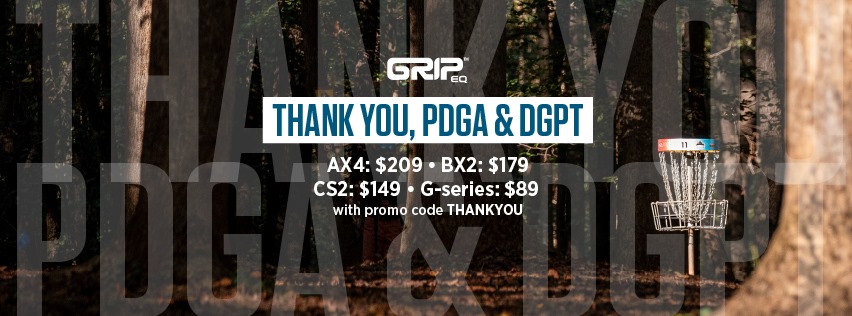 THANK YOU
PDGA & DGPT
GRIP™
EQ
THANK YOU, PDGA & DGPT
AX4: $209 • BX2: $179
CS2: $149 • G-series: $89
with promo code THANKYOU
11